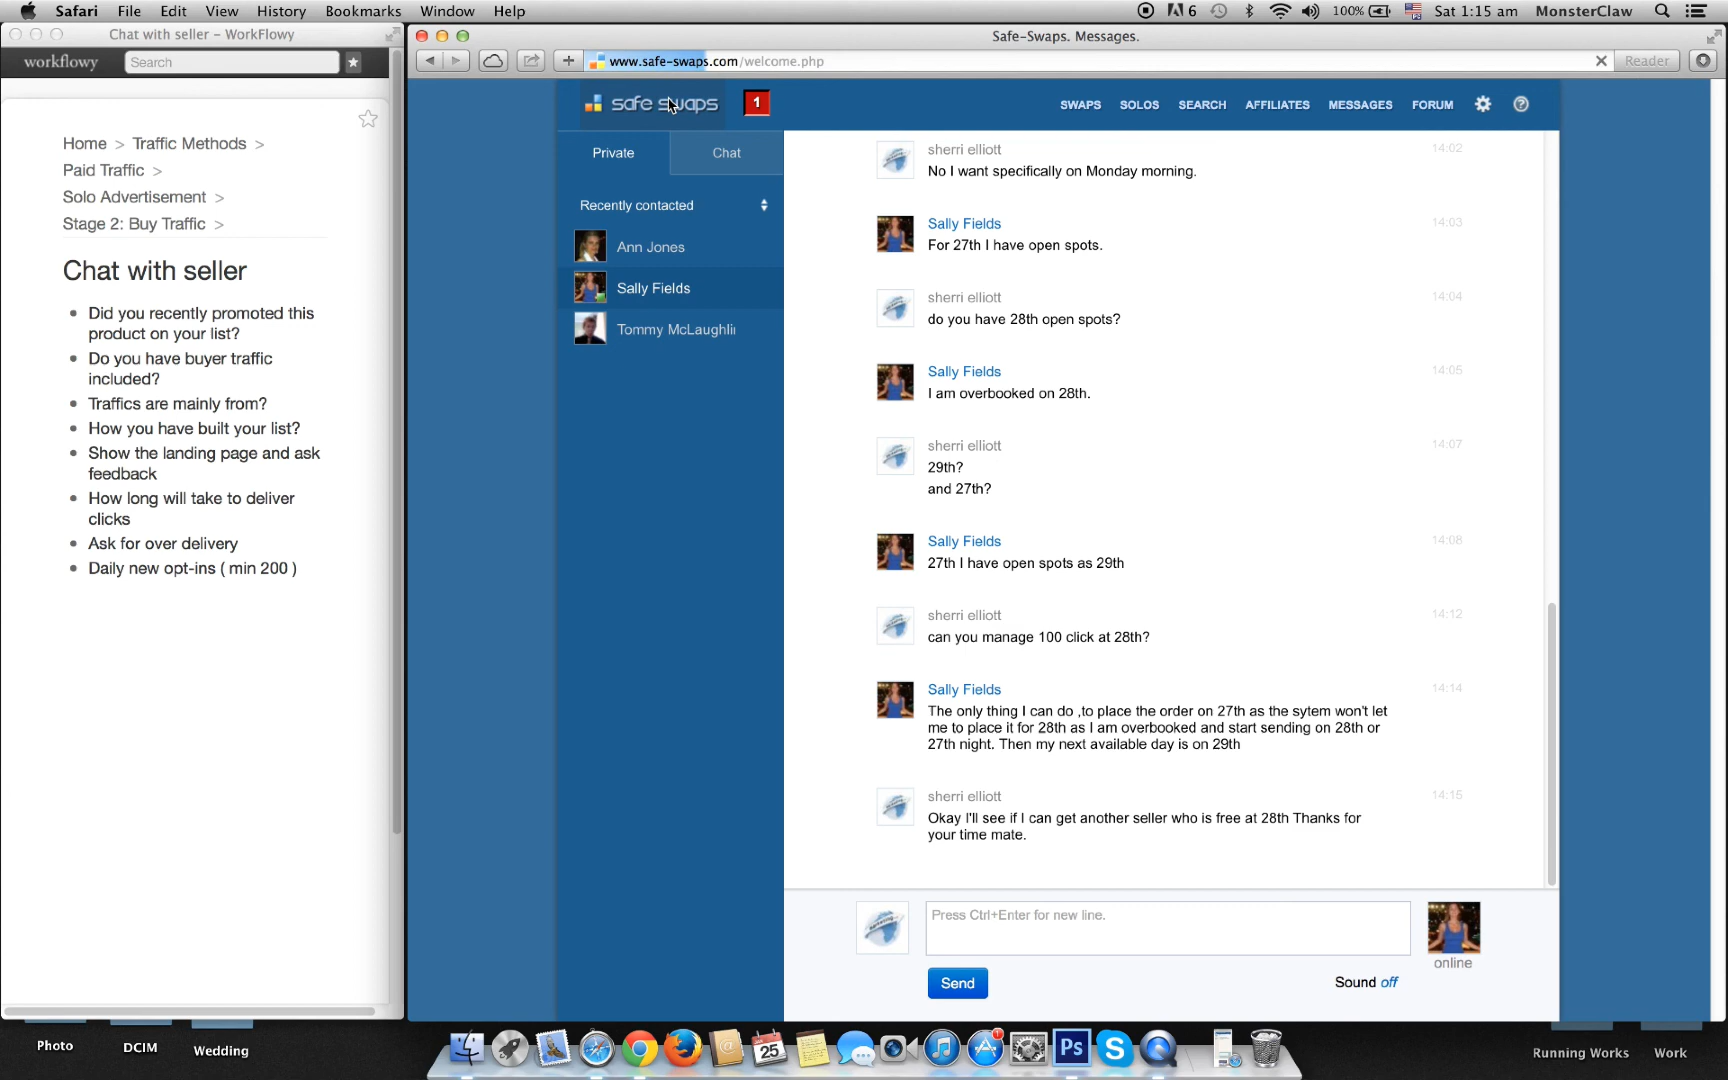 Safari File Edit View History Bookmarks Window Help
6 100% Sat 1:15 am MonsterClaw
Chat with seller – WorkFlowy
workflowy Search
Home > Traffic Methods >
Paid Traffic >
Solo Advertisement >
Stage 2: Buy Traffic >
Chat with seller
• Did you recently promoted this
product on your list?
• Do you have buyer traffic
included?
• Traffics are mainly from?
• How you have built your list?
• Show the landing page and ask
feedback
• How long will take to deliver
clicks
• Ask for over delivery
• Daily new opt-ins ( min 200 )
Safe-Swaps. Messages.
www.safe-swaps.com/welcome.php Reader
safe swaps 1 SWAPS SOLOS SEARCH AFFILIATES MESSAGES FORUM
Private Chat
Recently contacted
Ann Jones
Sally Fields
Tommy McLaughlin
sherri elliott 14:02
No I want specifically on Monday morning.
Sally Fields 14:03
For 27th I have open spots.
sherri elliott 14:04
do you have 28th open spots?
Sally Fields 14:05
I am overbooked on 28th.
sherri elliott 14:07
29th?
and 27th?
Sally Fields 14:08
27th I have open spots as 29th
sherri elliott 14:12
can you manage 100 click at 28th?
Sally Fields 14:14
The only thing I can do ,to place the order on 27th as the sytem won't let
me to place it for 28th as I am overbooked and start sending on 28th or
27th night. Then my next available day is on 29th
sherri elliott 14:15
Okay I'll see if I can get another seller who is free at 28th Thanks for
your time mate.
Press Ctrl+Enter for new line.
online
Send Sound off
Photo DCIM Wedding
25 1 Ps
Running Works Work